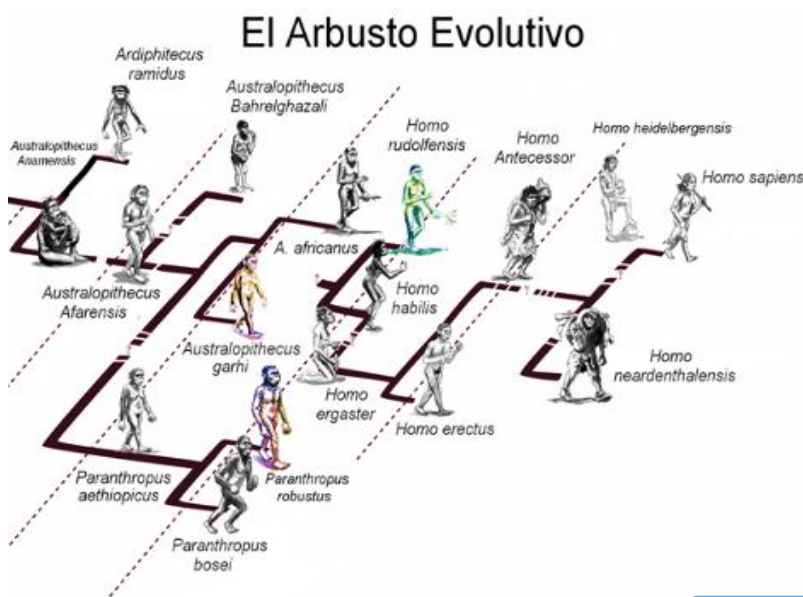 El Arbusto Evolutivo
Ardiphitecus
ramidus
Australopithecus
Bahrelghazali
Australopithecus
Anamensis
Homo
rudolfensis
Homo
Antecessor
Homo heidelbergensis
Homo sapiens
A. africanus
Australopithecus
Afarensis
Homo
habilis
Australopithecus
garhi
Homo
ergaster
Homo erectus
Homo
neardenthalensis
Paranthropus
aethiopicus
Paranthropus
robustus
Paranthropus
bosei